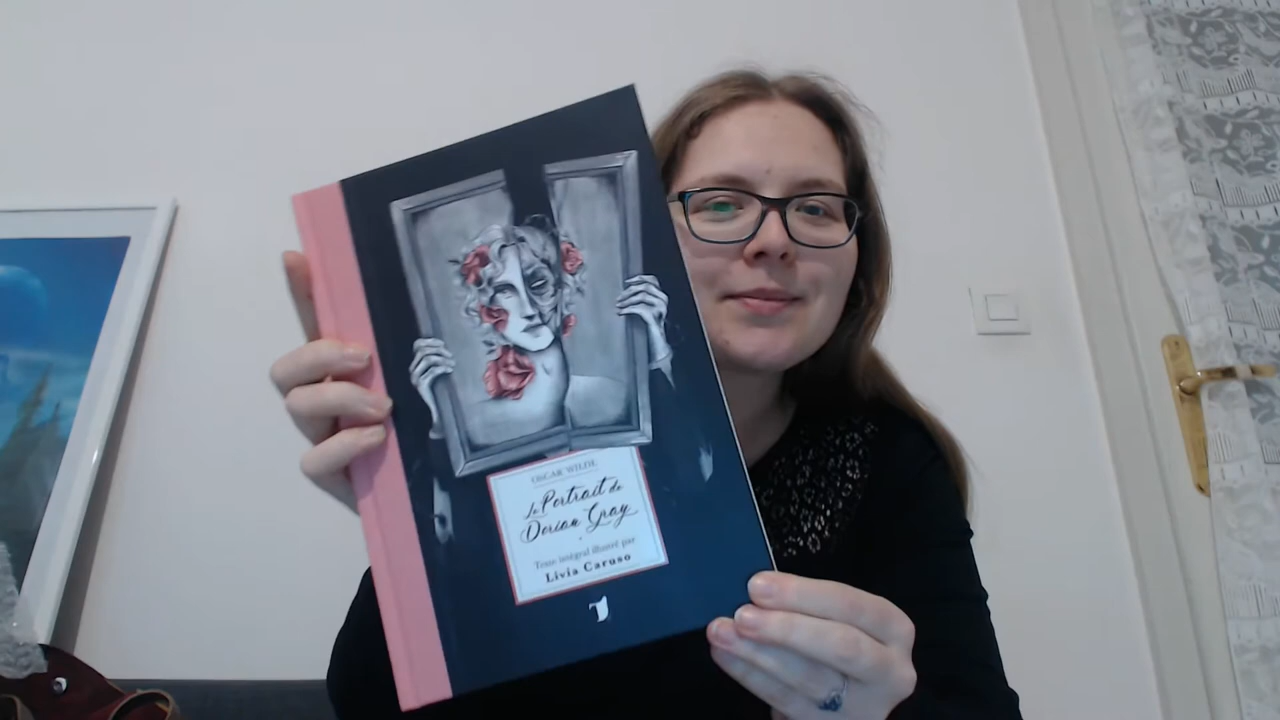 OSCAR WILDE
Le Portrait de
Dorian Gray
Texte intégral illustré par
Livia Caruso